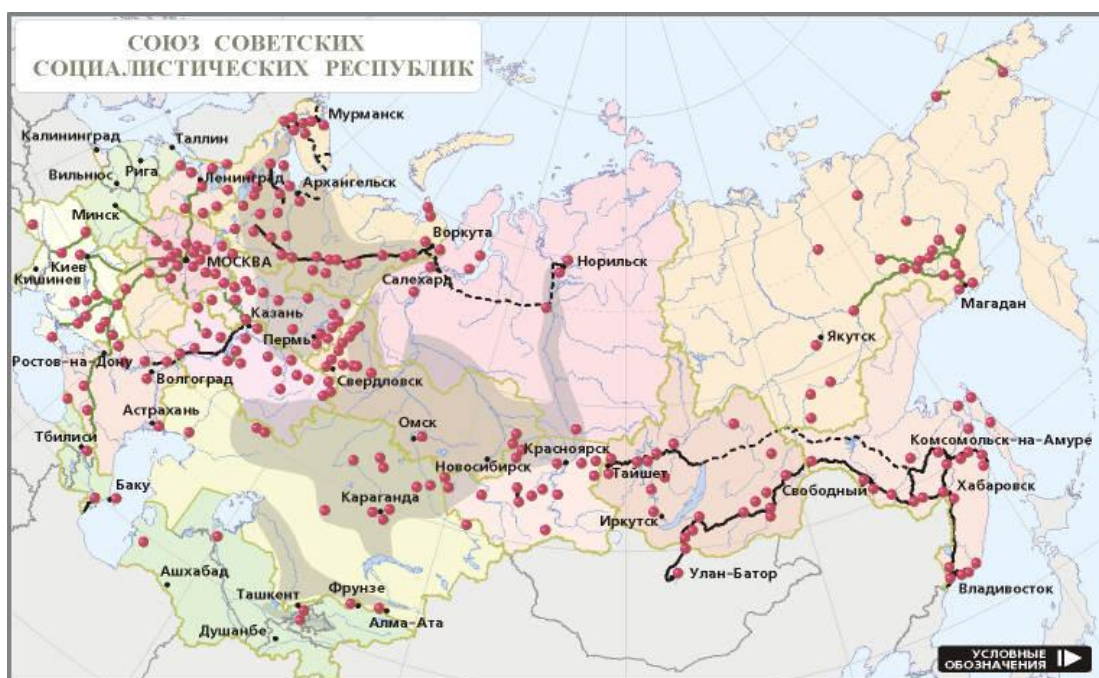 СОЮЗ СОВЕТСКИХ
СОЦИАЛИСТИЧЕСКИХ РЕСПУБЛИК
Мурманск
Калининград
Таллин
Рига
Вильнюс
Ленинград
Архангельск
Минск
Воркута
Киев
МОСКВА
Норильск
Кишинев
Салехард
Магадан
Казань
Якутск
Пермь
Ростов-на-Дону
Волгоград
Свердловск
Астрахань
Омск
Комсомольск-на-Амуре
Тбилиси
Красноярск
Новосибирск
Тайшет
Баку
Караганда
Свободный
Хабаровск
Иркутск
Ашхабад
Улан-Батор
Ташкент
Фрунзе
Владивосток
Алма-Ата
Душанбе
УСЛОВНЫЕ
ОБОЗНАЧЕНИЯ